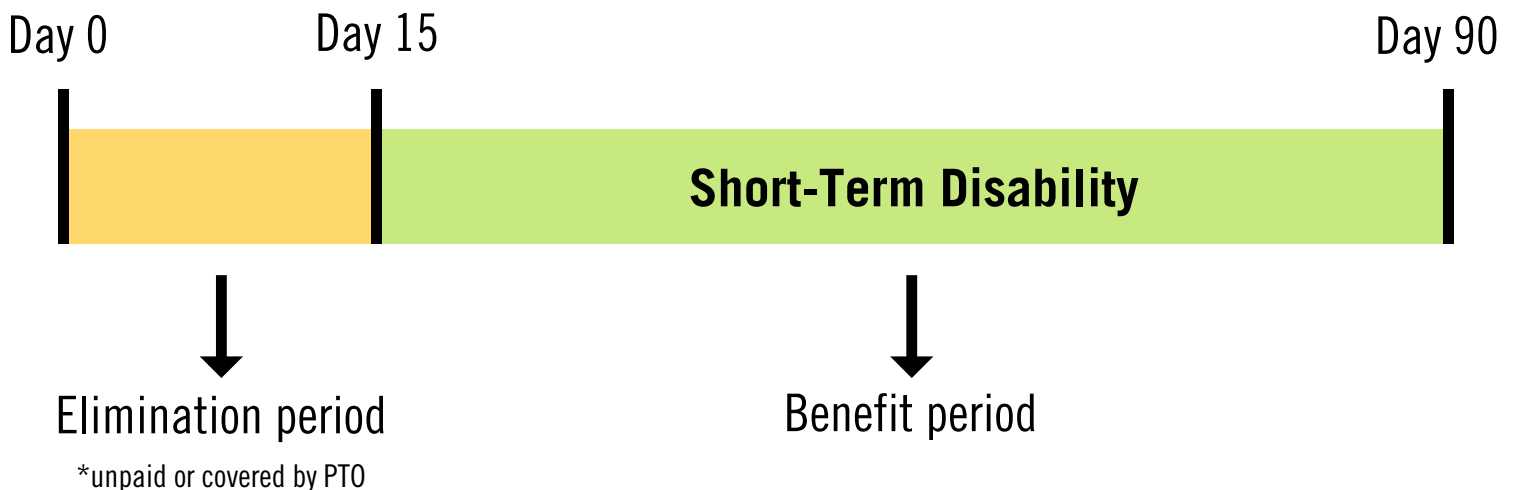 Day 0
Day 15
Day 90
Short-Term Disability
Elimination period
*unpaid or covered by PTO
Benefit period